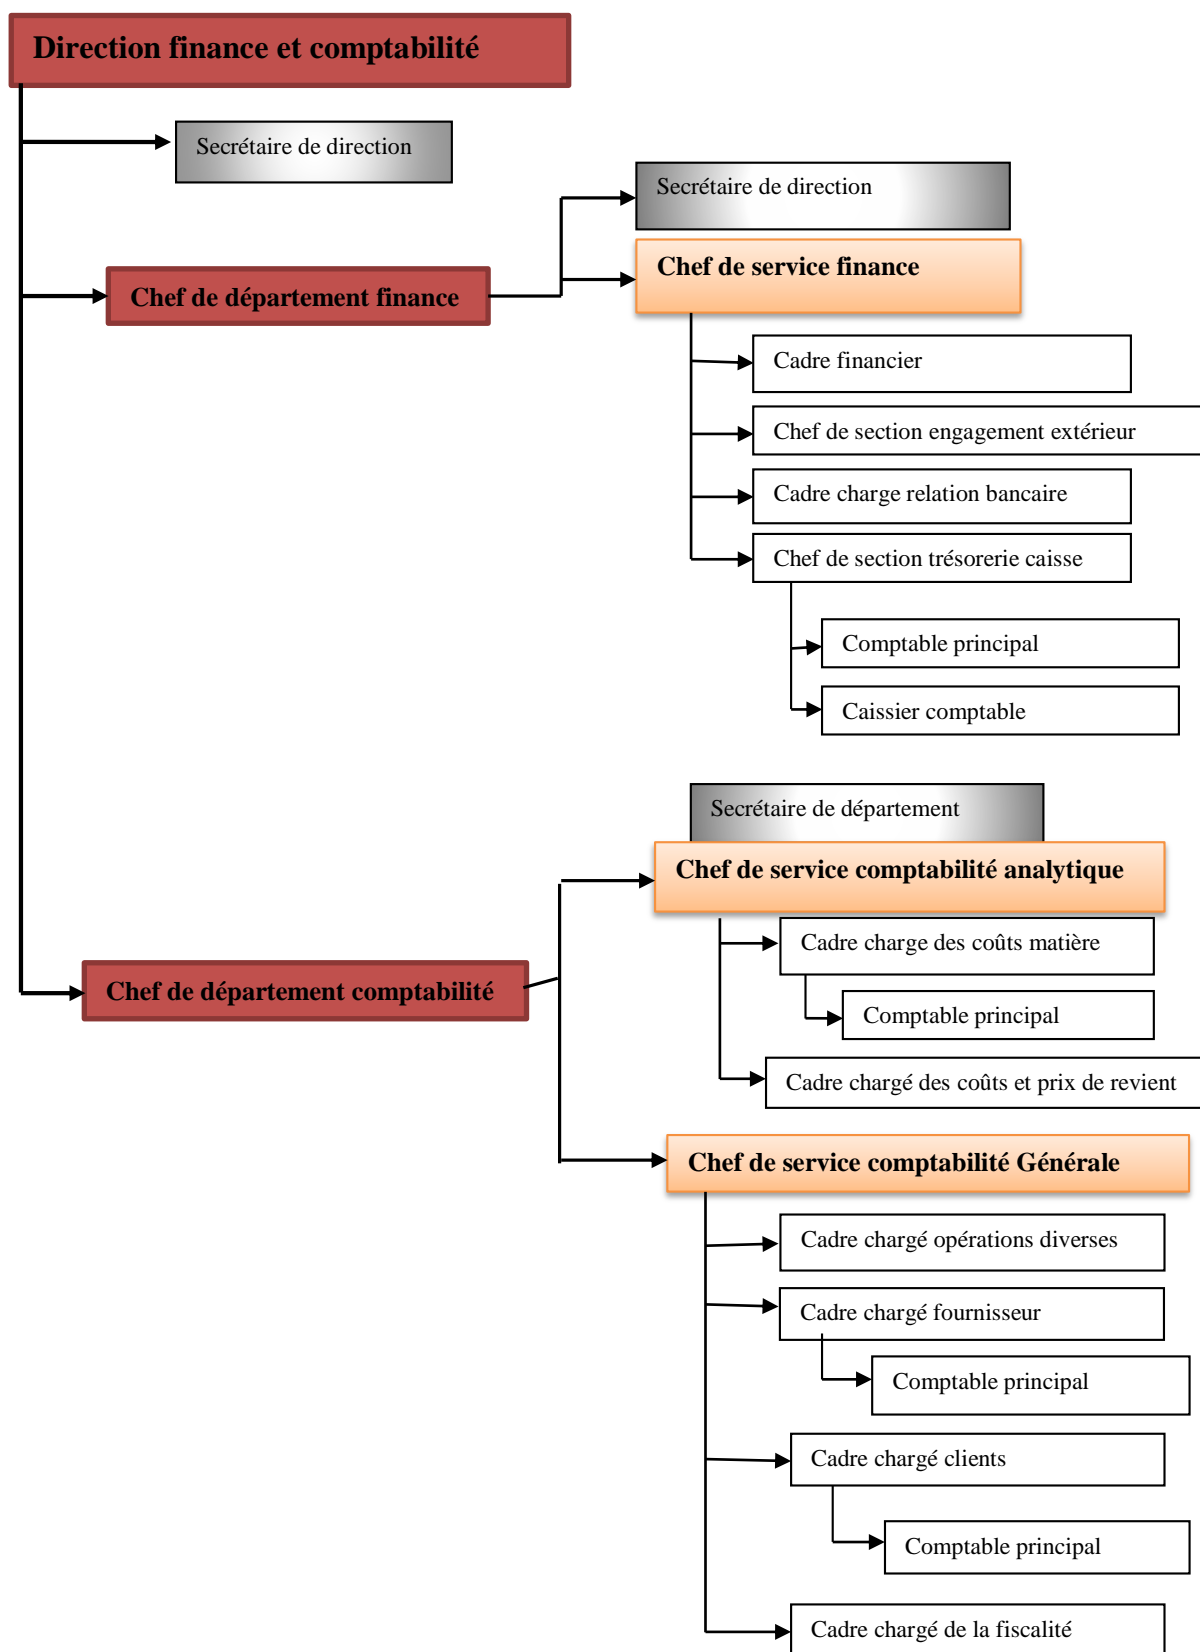 Direction finance et comptabilité
Secrétaire de direction
Secrétaire de direction
Chef de service finance
Chef de département finance
Cadre financier
Chef de section engagement extérieur
Cadre charge relation bancaire
Chef de section trésorerie caisse
Comptable principal
Caissier comptable
Secrétaire de département
Chef de service comptabilité analytique
Cadre charge des coûts matière
Chef de département comptabilité
Comptable principal
Cadre chargé des coûts et prix de revient
Chef de service comptabilité Générale
Cadre chargé opérations diverses
Cadre chargé fournisseur
Comptable principal
Cadre chargé clients
Comptable principal
Cadre chargé de la fiscalité